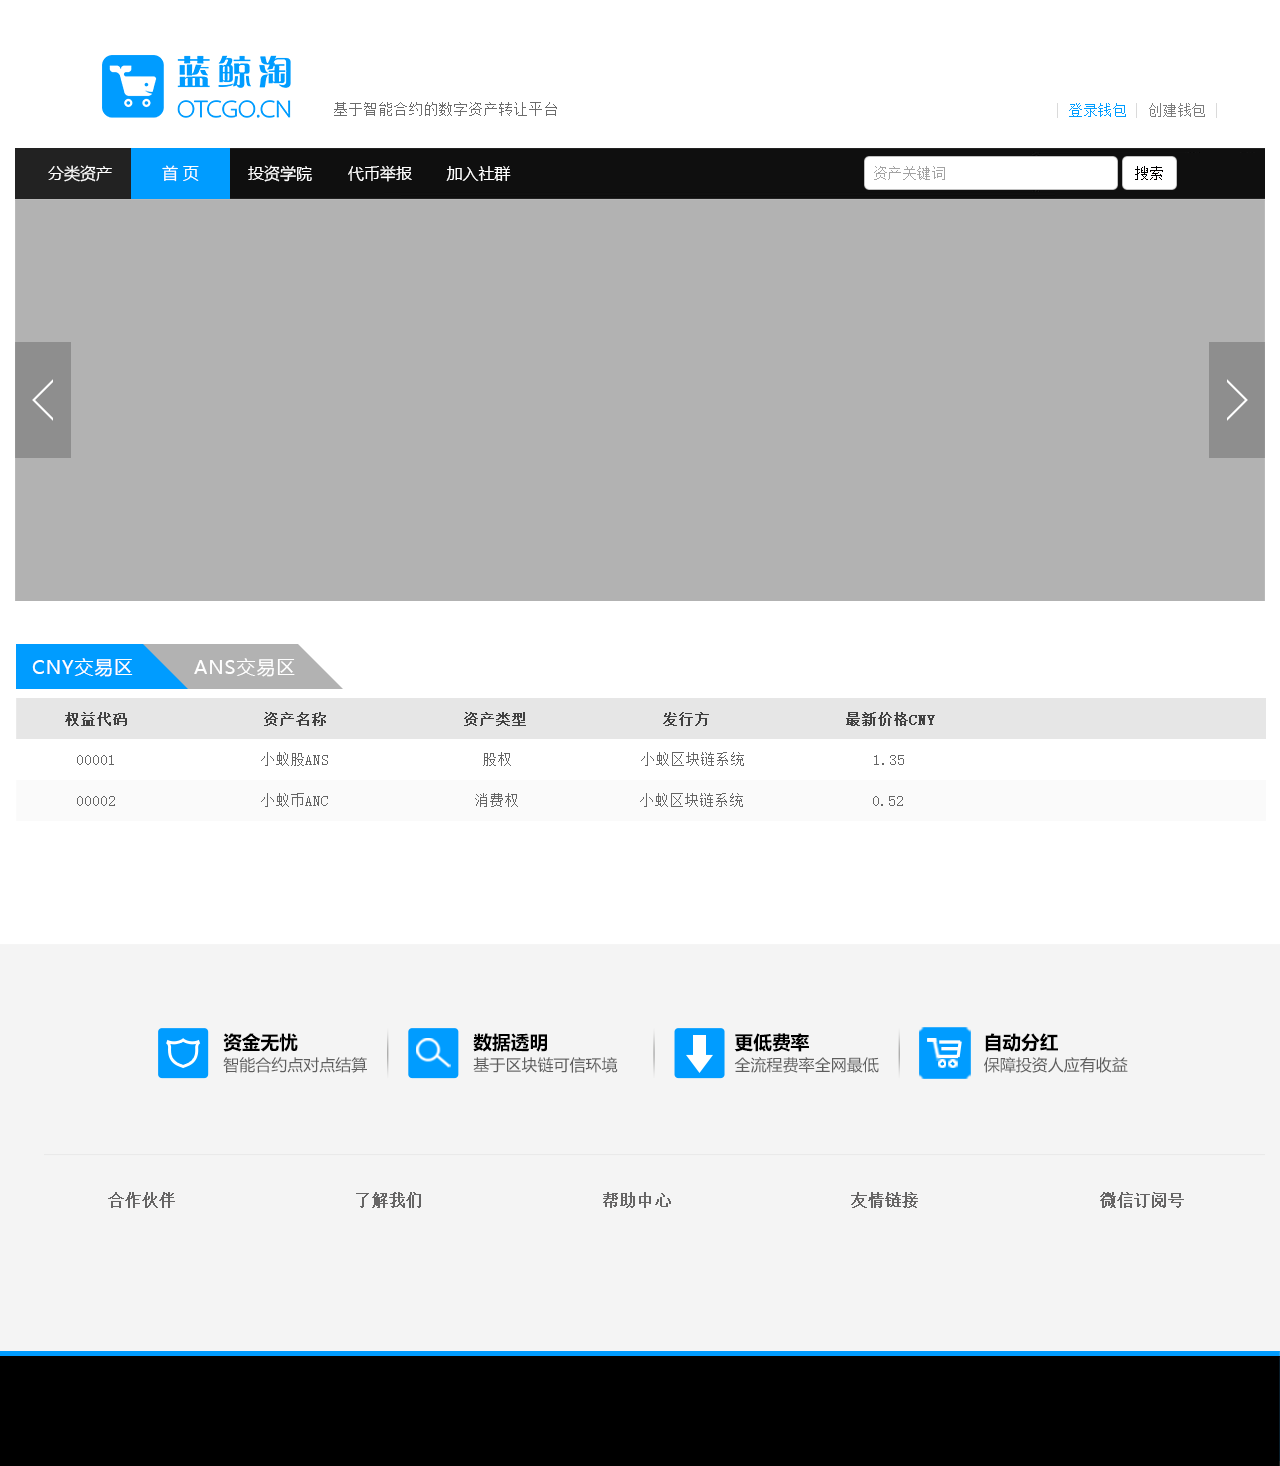 蓝鲸淘
OTCGO.CN
基于智能合约的数字资产转让平台
登录钱包 创建钱包
分类资产 首 页 投资学院 代币举报 加入社群 资产关键词 搜索
CNY交易区 ANS交易区
权益代码 资产名称 资产类型 发行方 最新价格CNY
00001 小蚁股ANS 股权 小蚁区块链系统 1.35
00002 小蚁币ANC 消费权 小蚁区块链系统 0.52
资金无忧
智能合约点对点结算
数据透明
基于区块链可信环境
更低费率
全流程费率全网最低
自动分红
保障投资人应有收益
合作伙伴 了解我们 帮助中心 友情链接 微信订阅号